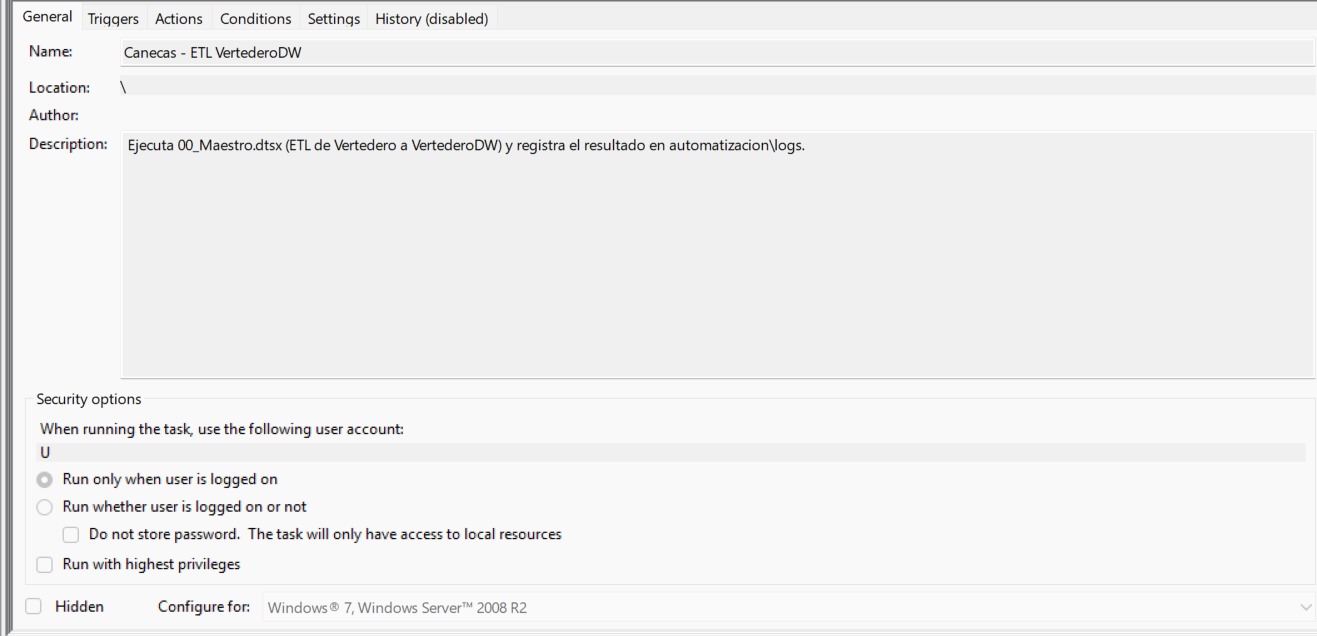 General Triggers Actions Conditions Settings History (disabled)
Name: Canecas - ETL VertederoDW
Location: \
Author:
Description: Ejecuta 00_Maestro.dtsx (ETL de Vertedero a VertederoDW) y registra el resultado en automatizacion\logs.
Security options
When running the task, use the following user account:
U
Run only when user is logged on
Run whether user is logged on or not
Do not store password. The task will only have access to local resources
Run with highest privileges
Hidden Configure for: Windows® 7, Windows Server™ 2008 R2